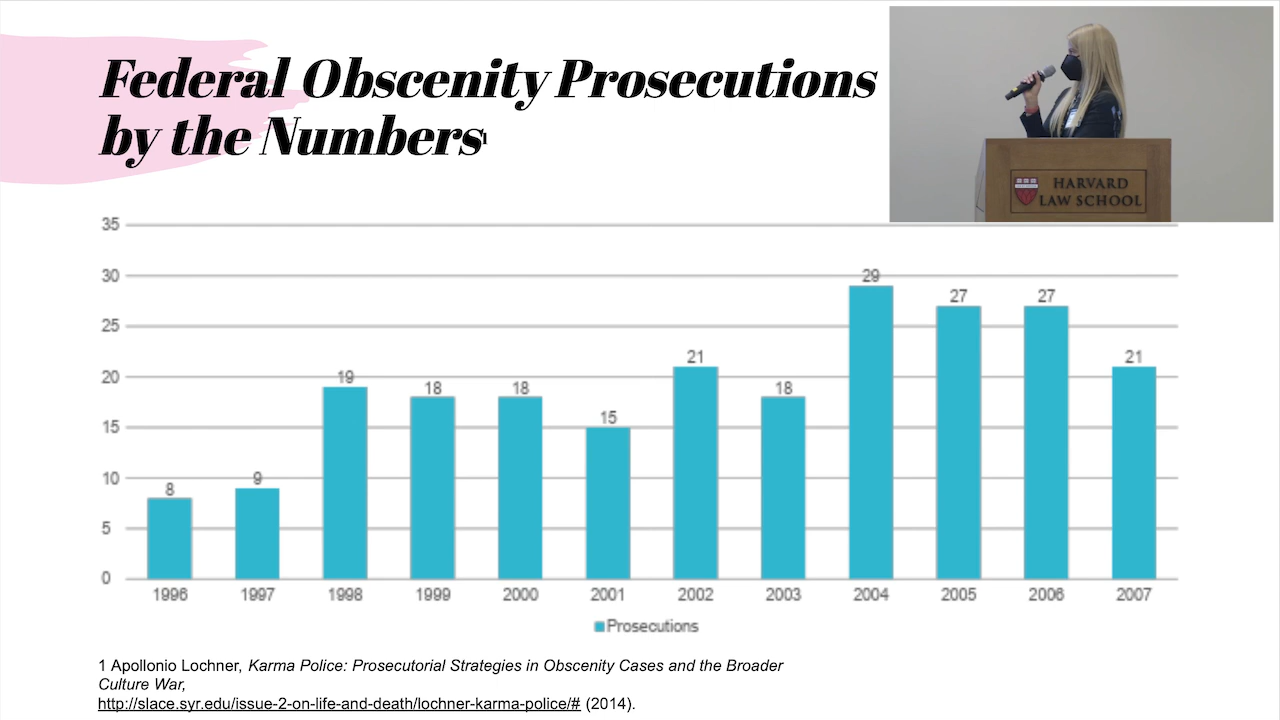 Federal Obscenity Prosecutions
by the Numbers1
HARVARD
LAW SCHOOL
35
30
25
20
15
10
5
0
8
9
19
18
18
15
21
18
29
27
27
21
1996 1997 1998 1999 2000 2001 2002 2003 2004 2005 2006 2007
Prosecutions
1 Apollonio Lochner, Karma Police: Prosecutorial Strategies in Obscenity Cases and the Broader
Culture War,
http://slace.syr.edu/issue-2-on-life-and-death/lochner-karma-police/# (2014).